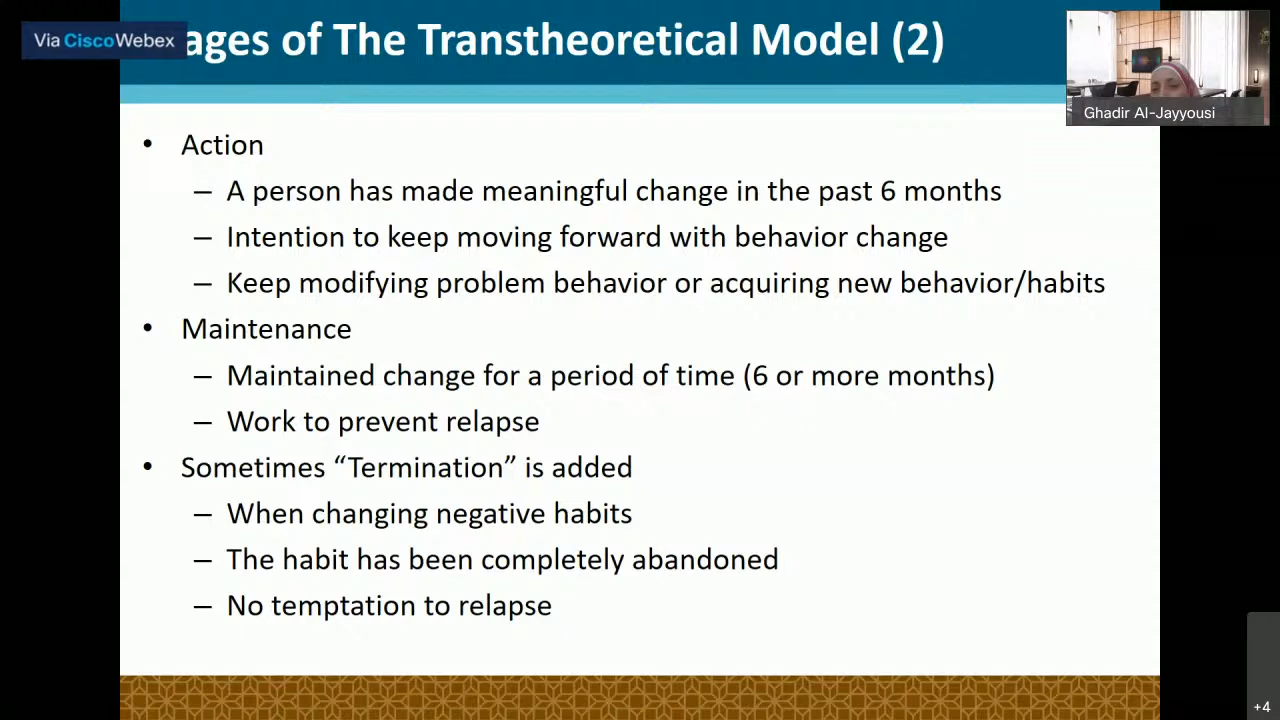 Via CiscoWebex
ages of The Transtheoretical Model (2)
Ghadir Al-Jayyousi
• Action
– A person has made meaningful change in the past 6 months
– Intention to keep moving forward with behavior change
– Keep modifying problem behavior or acquiring new behavior/habits
• Maintenance
– Maintained change for a period of time (6 or more months)
– Work to prevent relapse
• Sometimes “Termination” is added
– When changing negative habits
– The habit has been completely abandoned
– No temptation to relapse
+4